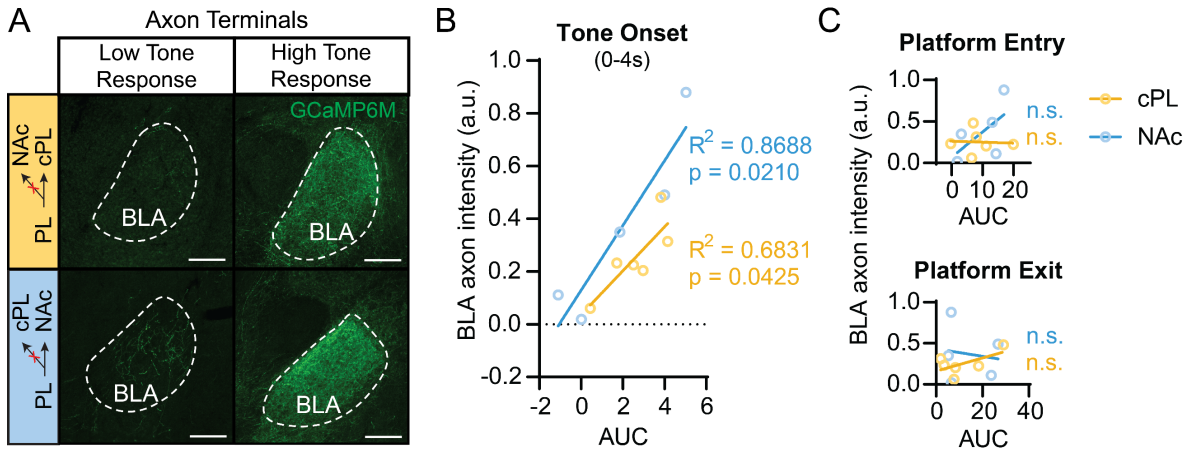 A
Axon Terminals
Low Tone
Response
High Tone
Response
PL
NAc
cPL
GCaMP6M
BLA
BLA
PL
cPL
NAc
BLA
BLA
B
Tone Onset
(0-4s)
BLA axon intensity (a.u.)
1.0
0.8
0.6
0.4
0.2
0.0
-0.2
-2
0
2
4
6
AUC
R² = 0.8688
p = 0.0210
R² = 0.6831
p = 0.0425
C
Platform Entry
BLA axon intensity (a.u.)
1.0
0.5
0.0
0
10
20
AUC
n.s.
n.s.
cPL
NAc
Platform Exit
1.0
0.5
0.0
0
20
40
AUC
n.s.
n.s.